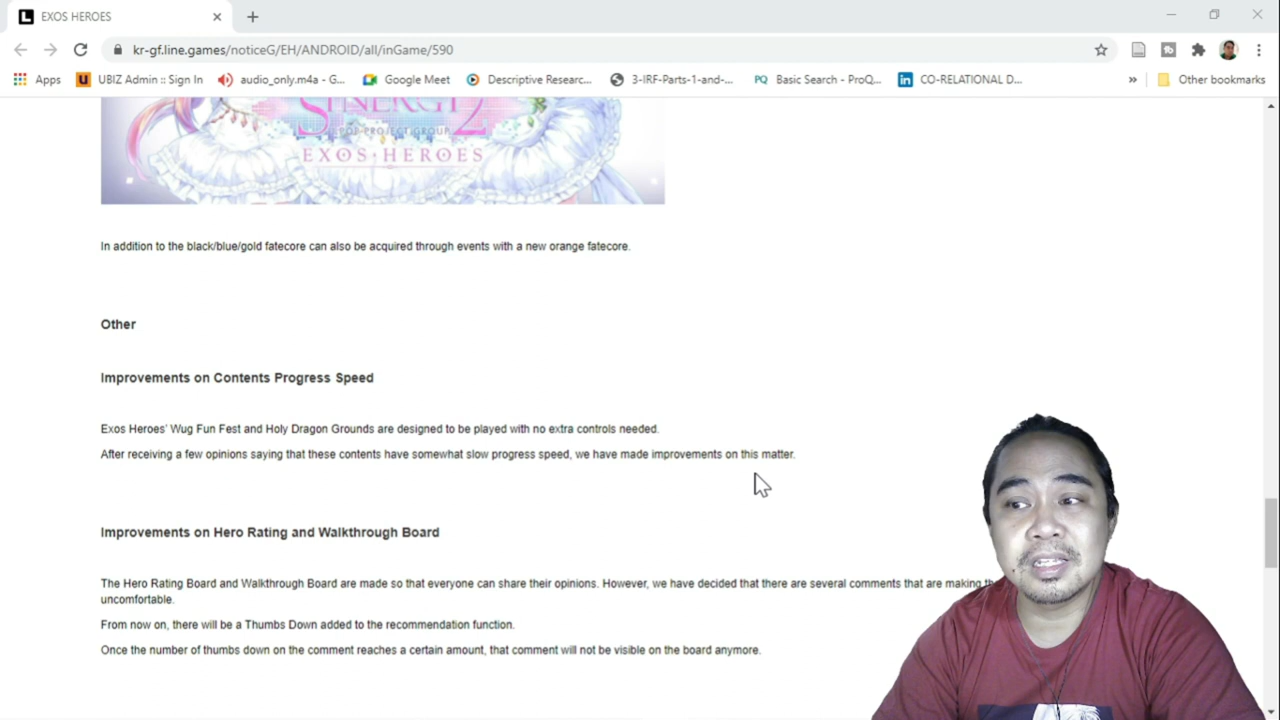 EXOS HEROES
kr-gf.line.games/noticeG/EH/ANDROID/all/inGame/590
Apps
UBIZ Admin :: Sign In
audio_only.m4a - G...
Google Meet
Descriptive Researc...
3-IRF-Parts-1-and-...
PQ Basic Search - ProQ...
in CO-RELATIONAL D...
»
Other bookmarks
SINERGY2
POP PROJECT GROUP
EXOS HEROES
In addition to the black/blue/gold fatecore can also be acquired through events with a new orange fatecore.
Other
Improvements on Contents Progress Speed
Exos Heroes' Wug Fun Fest and Holy Dragon Grounds are designed to be played with no extra controls needed.
After receiving a few opinions saying that these contents have somewhat slow progress speed, we have made improvements on this matter.
Improvements on Hero Rating and Walkthrough Board
The Hero Rating Board and Walkthrough Board are made so that everyone can share their opinions. However, we have decided that there are several comments that are making
uncomfortable.
From now on, there will be a Thumbs Down added to the recommendation function.
Once the number of thumbs down on the comment reaches a certain amount, that comment will not be visible on the board anymore.